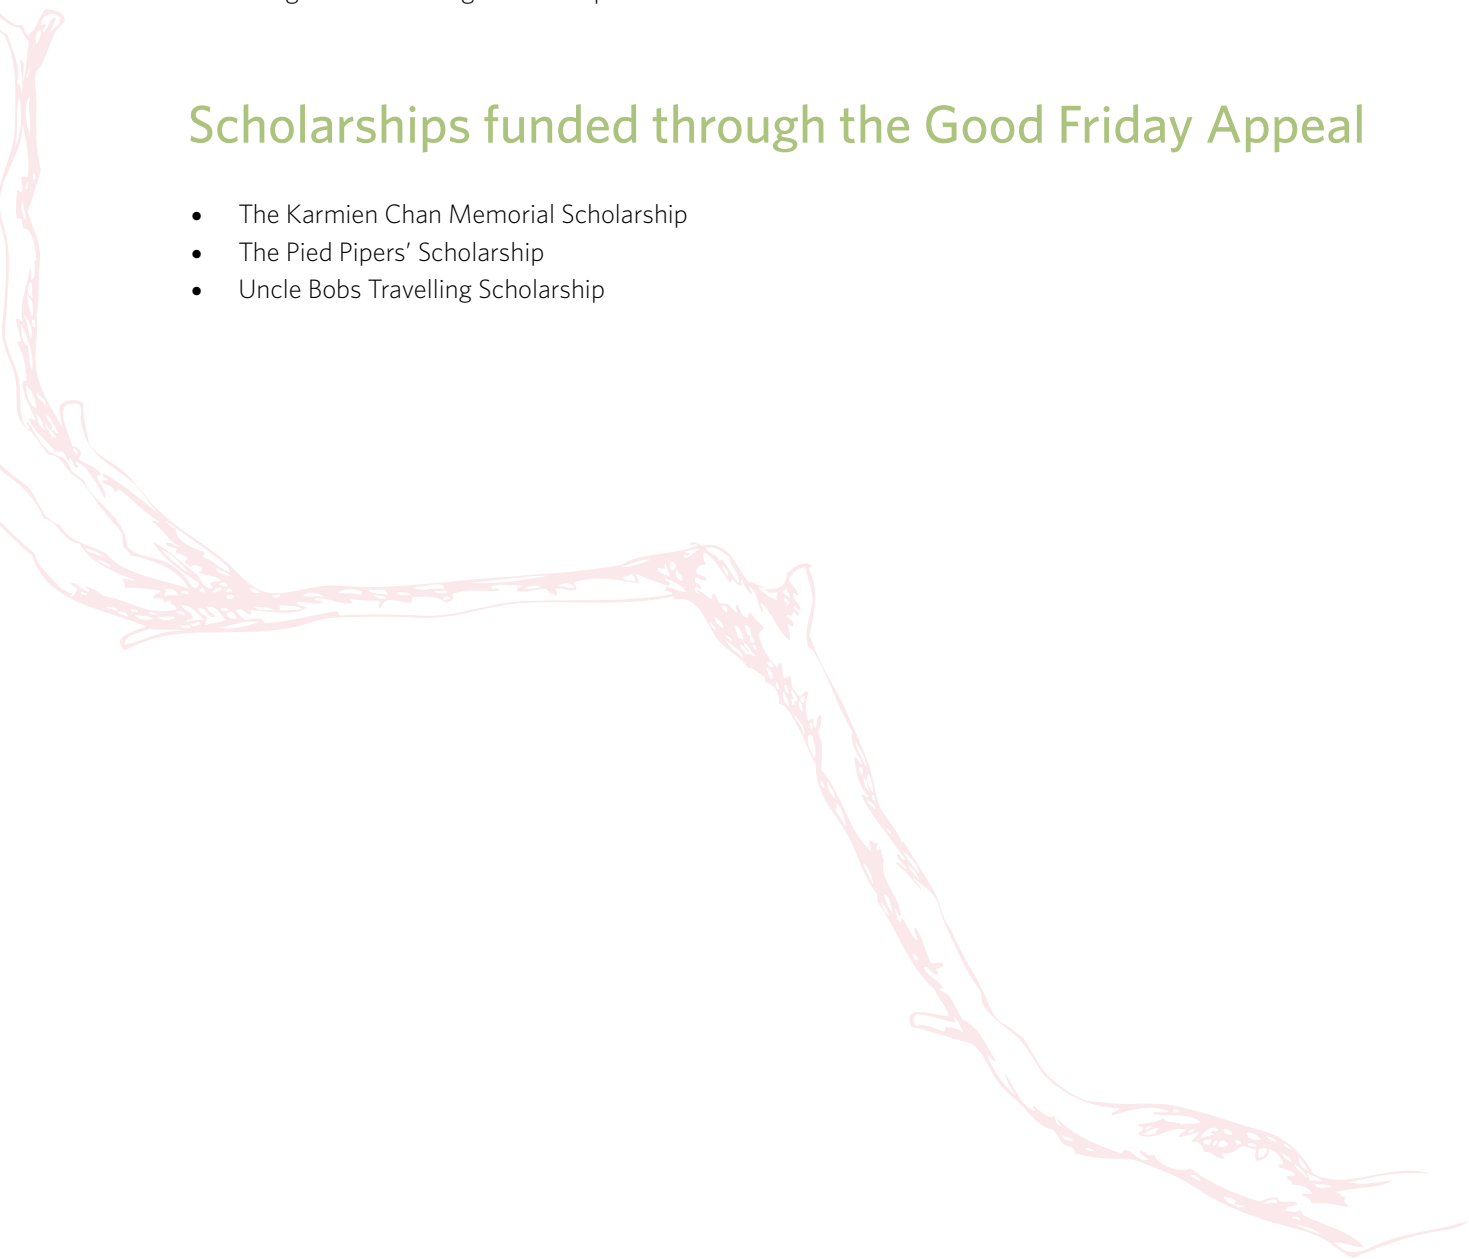 Scholarships funded through the Good Friday Appeal
• The Karmien Chan Memorial Scholarship
• The Pied Pipers’ Scholarship
• Uncle Bobs Travelling Scholarship